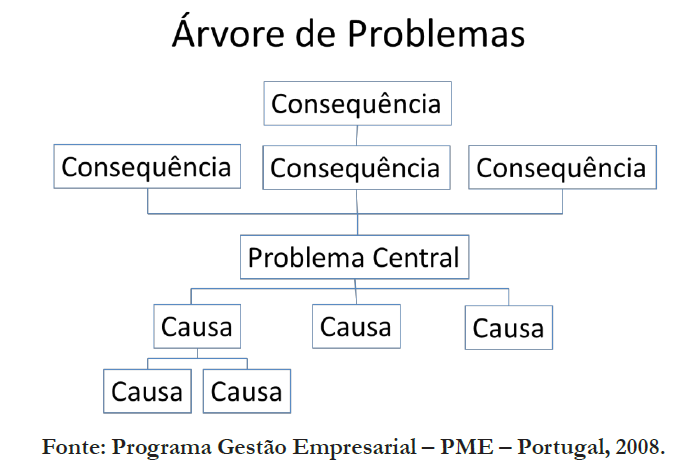 Árvore de Problemas
Consequência
Consequência Consequência Consequência
Problema Central
Causa Causa Causa
Causa Causa
Fonte: Programa Gestão Empresarial – PME – Portugal, 2008.